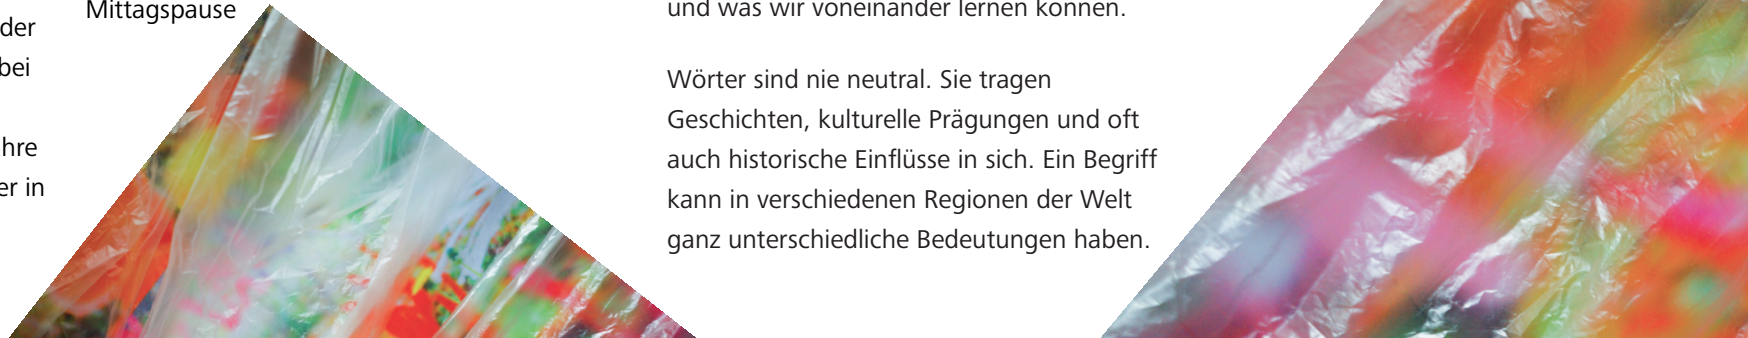 der
bei
hre
er in
Mittagspause
und was wir voneinander lernen können.
Wörter sind nie neutral. Sie tragen
Geschichten, kulturelle Prägungen und oft
auch historische Einflüsse in sich. Ein Begriff
kann in verschiedenen Regionen der Welt
ganz unterschiedliche Bedeutungen haben.